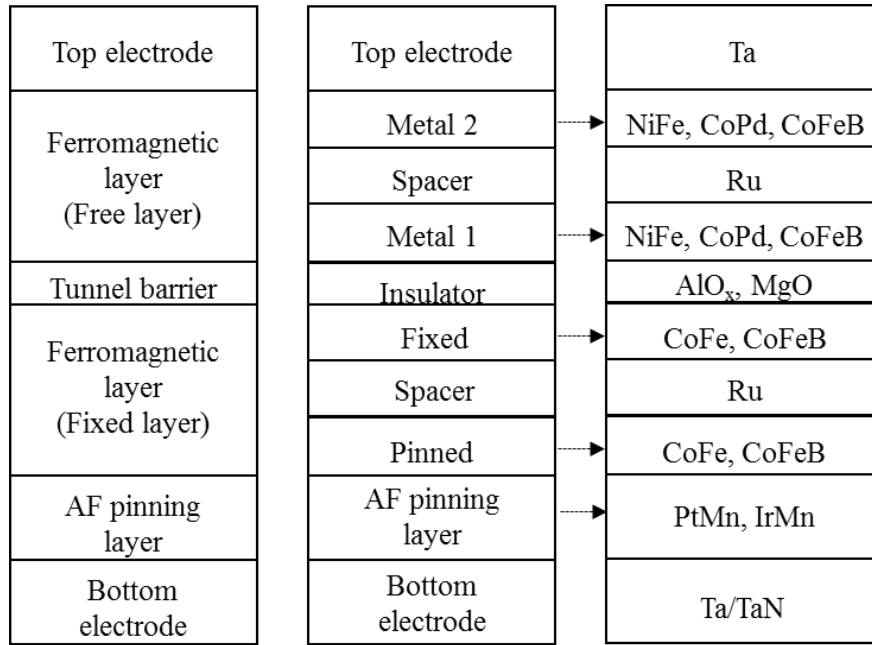 Top electrode
Ferromagnetic
layer
(Free layer)
Tunnel barrier
Ferromagnetic
layer
(Fixed layer)
AF pinning
layer
Bottom
electrode
Top electrode
Metal 2
Spacer
Metal 1
Insulator
Fixed
Spacer
Pinned
AF pinning
layer
Bottom
electrode
Ta
NiFe, CoPd, CoFeB
Ru
NiFe, CoPd, CoFeB
AlOₓ, MgO
CoFe, CoFeB
Ru
CoFe, CoFeB
PtMn, IrMn
Ta/TaN